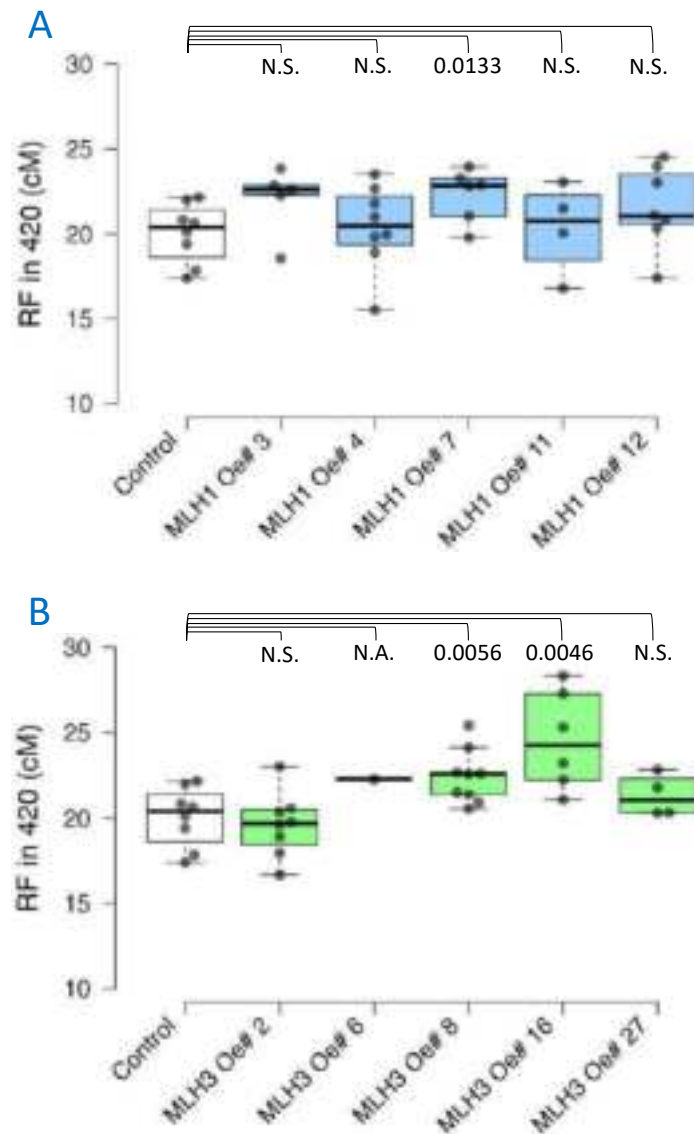 A
N.S. N.S. 0.0133 N.S. N.S.
RF in 420 (cM)
30
25
20
15
10
Control
MLH1 Oe# 3
MLH1 Oe# 4
MLH1 Oe# 7
MLH1 Oe# 11
MLH1 Oe# 12
B
N.S. N.A. 0.0056 0.0046 N.S.
RF in 420 (cM)
30
25
20
15
10
Control
MLH3 Oe# 2
MLH3 Oe# 6
MLH3 Oe# 8
MLH3 Oe# 16
MLH3 Oe# 27